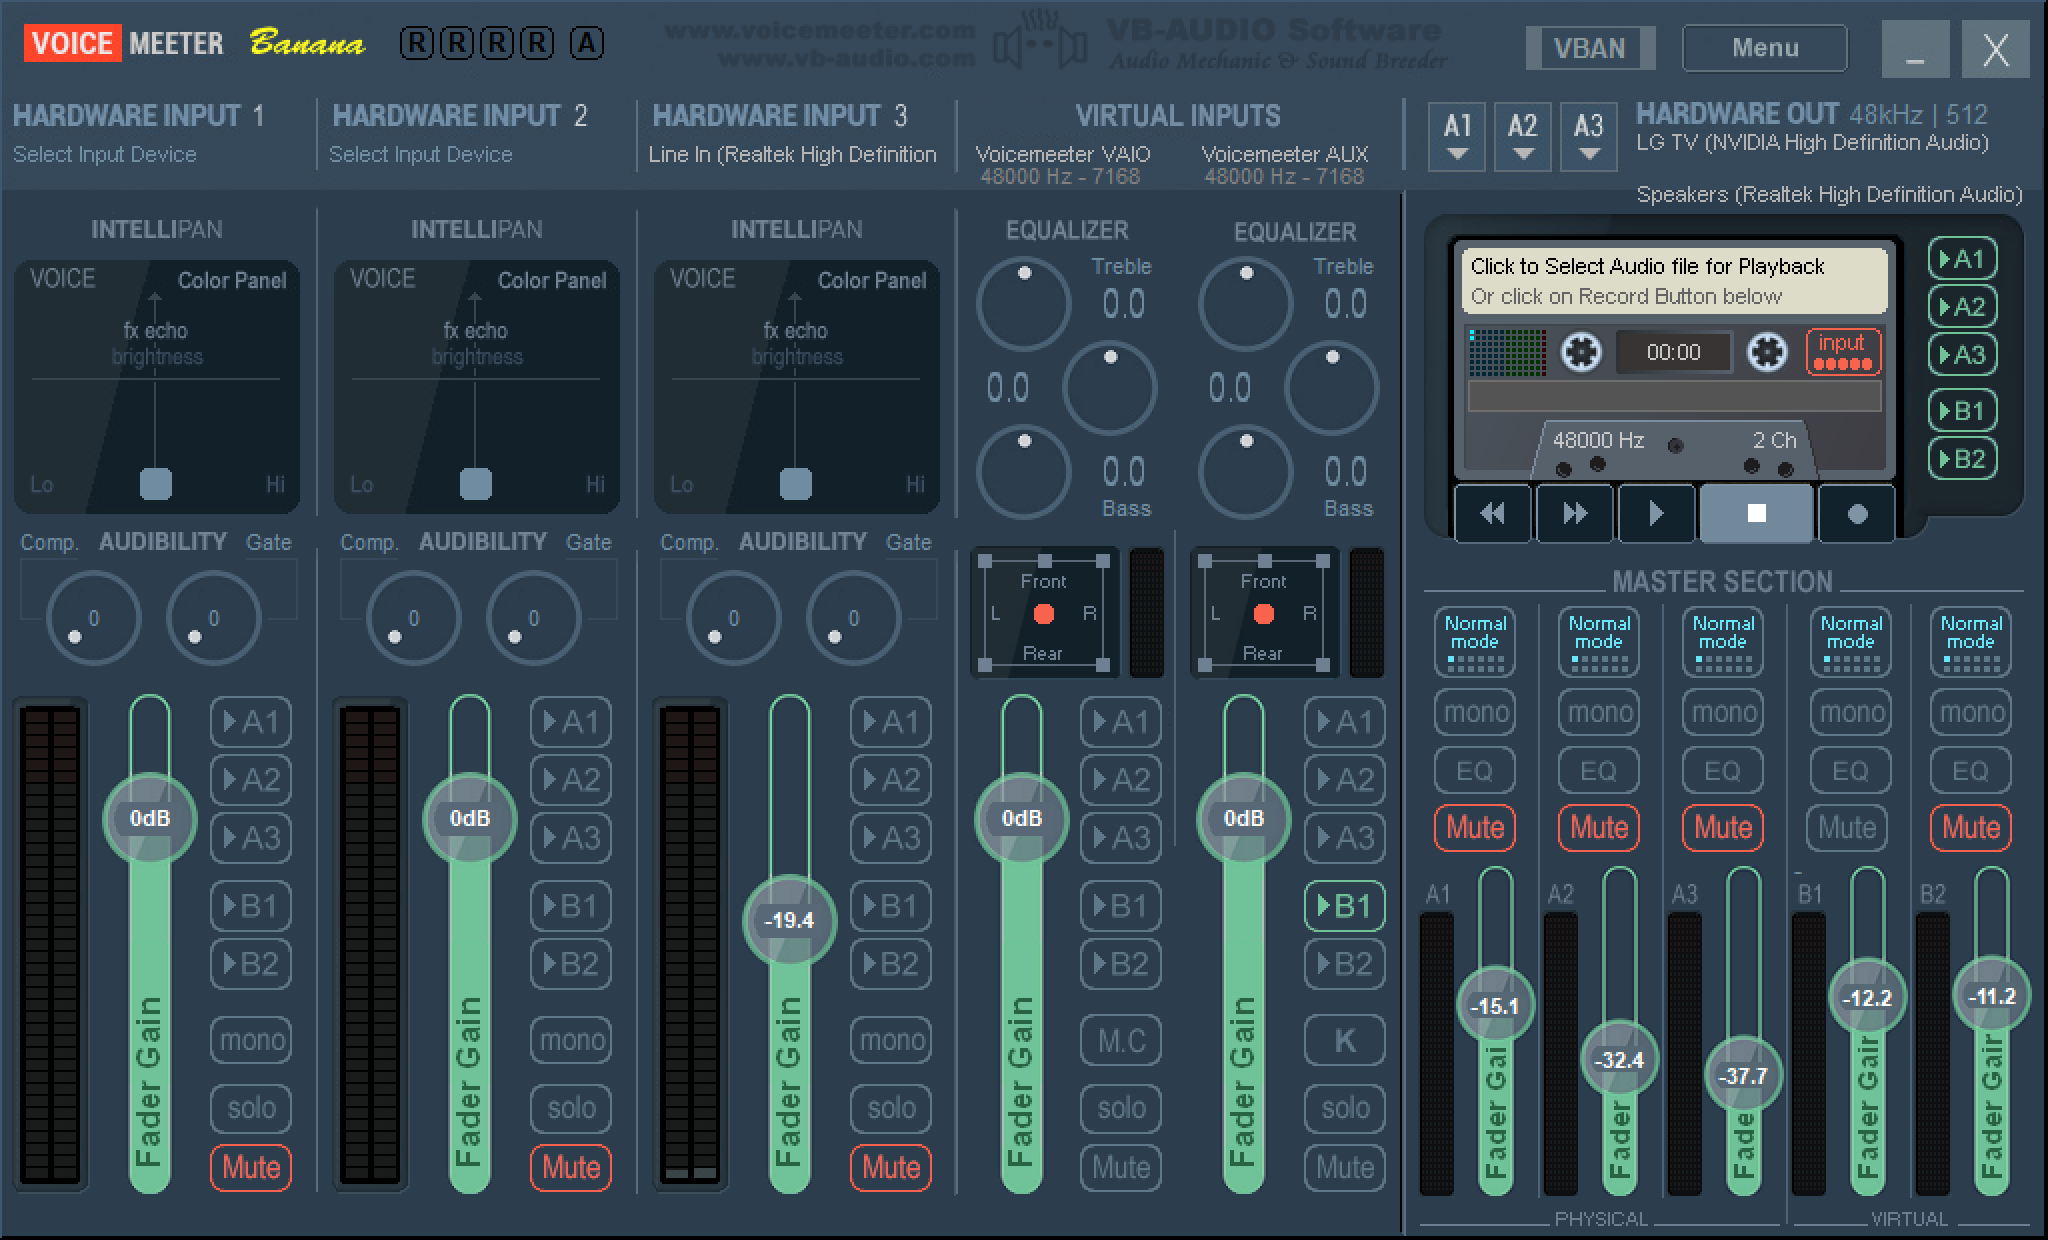 VOICE MEETER Banana R R R R A
www.voicemeeter.com
www.vb-audio.com
VB-AUDIO Software
Audio Mechanic & Sound Breeder
VBAN Menu _ X
HARDWARE INPUT 1
Select Input Device
HARDWARE INPUT 2
Select Input Device
HARDWARE INPUT 3
Line In (Realtek High Definition
VIRTUAL INPUTS
Voicemeeter VAIO
48000 Hz - 7168
Voicemeeter AUX
48000 Hz - 7168
A1 A2 A3
HARDWARE OUT 48kHz | 512
LG TV (NVIDIA High Definition Audio)
Speakers (Realtek High Definition Audio)
INTELLIPAN
VOICE Color Panel
fx echo
brightness
Lo Hi
Comp. AUDIBILITY Gate
0 0
0dB
Fader Gain
A1
A2
A3
B1
B2
mono
solo
Mute
INTELLIPAN
VOICE Color Panel
fx echo
brightness
Lo Hi
Comp. AUDIBILITY Gate
0 0
0dB
Fader Gain
A1
A2
A3
B1
B2
mono
solo
Mute
INTELLIPAN
VOICE Color Panel
fx echo
brightness
Lo Hi
Comp. AUDIBILITY Gate
0 0
-19.4
Fader Gain
A1
A2
A3
B1
B2
mono
solo
Mute
EQUALIZER
Treble
0.0
0.0
0.0
Bass
Front
L R
Rear
0dB
Fader Gain
A1
A2
A3
B1
B2
M.C
solo
Mute
EQUALIZER
Treble
0.0
0.0
0.0
Bass
Front
L R
Rear
0dB
Fader Gain
A1
A2
A3
B1
B2
K
solo
Mute
Click to Select Audio file for Playback
Or click on Record Button below
00:00
input
48000 Hz 2 Ch
A1
A2
A3
B1
B2
MASTER SECTION
Normal mode
mono
EQ
Mute
A1
-15.1
Fader Gai
Normal mode
mono
EQ
Mute
A2
-32.4
Fader
Normal mode
mono
EQ
Mute
A3
-37.7
Fade
Normal mode
mono
EQ
Mute
B1
-12.2
Fader Gair
Normal mode
mono
EQ
Mute
B2
-11.2
Fader Gair
PHYSICAL VIRTUAL